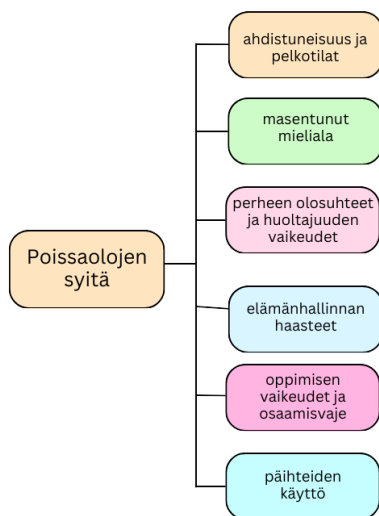 ahdistuneisuus ja
pelkotilat
masentunut
mieliala
perheen olosuhteet
ja huoltajuuden
vaikeudet
Poissaolojen
syitä
elämänhallinnan
haasteet
oppimisen
vaikeudet ja
osaamisvaje
päihteiden
käyttö